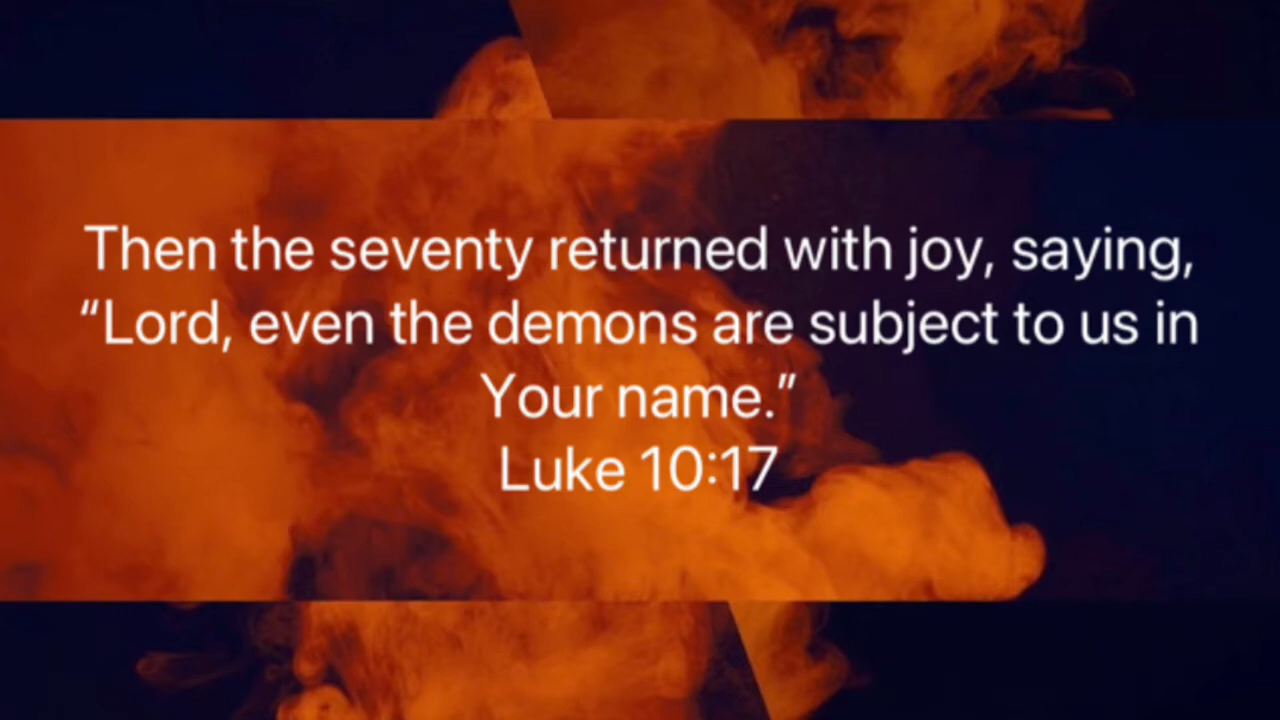 Then the seventy returned with joy, saying,
“Lord, even the demons are subject to us in
Your name.”
Luke 10:17